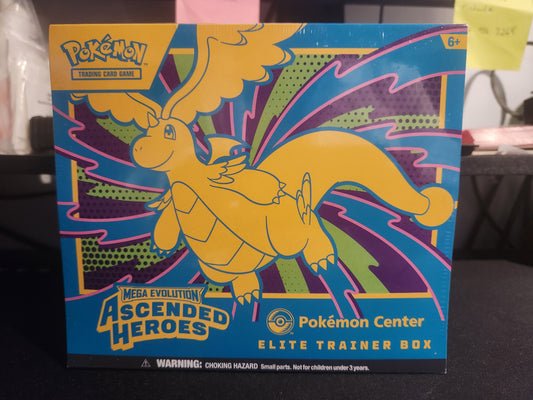 Pokémon
TRADING CARD GAME
6+
MEGA EVOLUTION
ASCENDED
HEROES
Pokémon Center
ELITE TRAINER BOX
WARNING: CHOKING HAZARD Small parts. Not for children under 3 years.